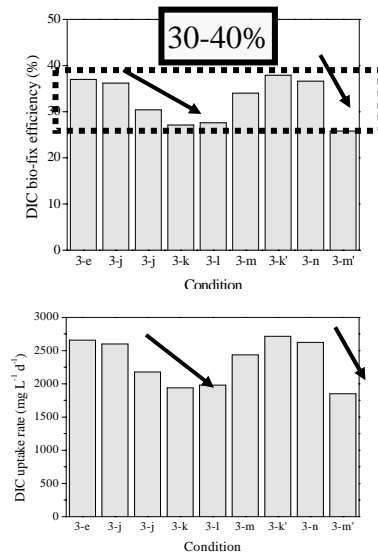 30-40%
DIC bio-fix efficiency (%)
50
40
30
20
10
0
3-e 3-j 3-j 3-k 3-l 3-m 3-k' 3-n 3-m'
Condition
DIC uptake rate (mg L⁻¹ d⁻¹)
3000
2500
2000
1500
1000
500
0
3-e 3-j 3-j 3-k 3-l 3-m 3-k' 3-n 3-m'
Condition